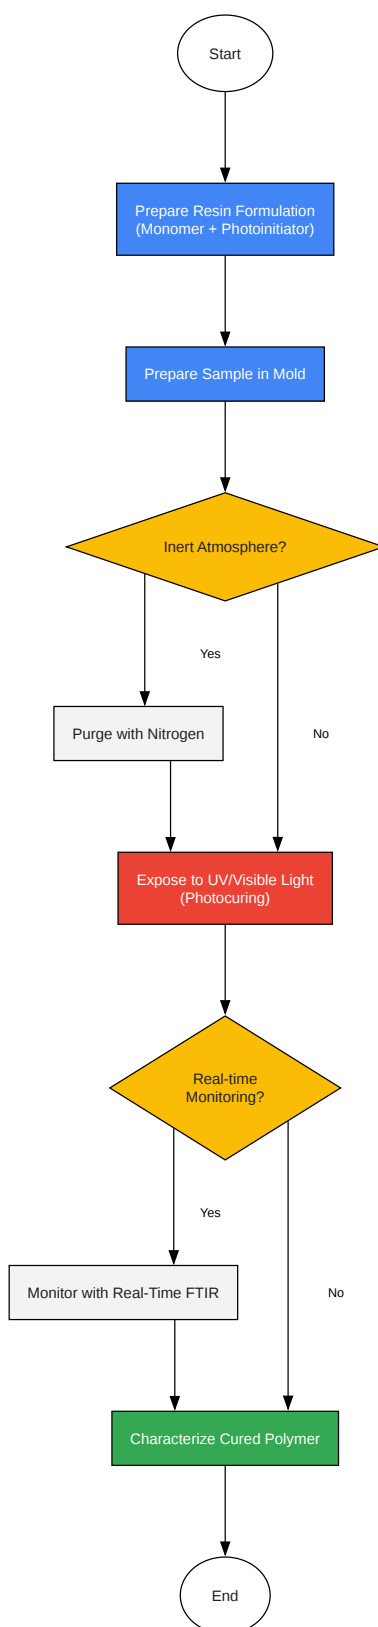 Start
Prepare Resin Formulation
(Monomer + Photoinitiator)
Prepare Sample in Mold
Inert Atmosphere?
Yes
Purge with Nitrogen
No
Expose to UV/Visible Light
(Photocuring)
Real-time
Monitoring?
Yes
Monitor with Real-Time FTIR
No
Characterize Cured Polymer
End